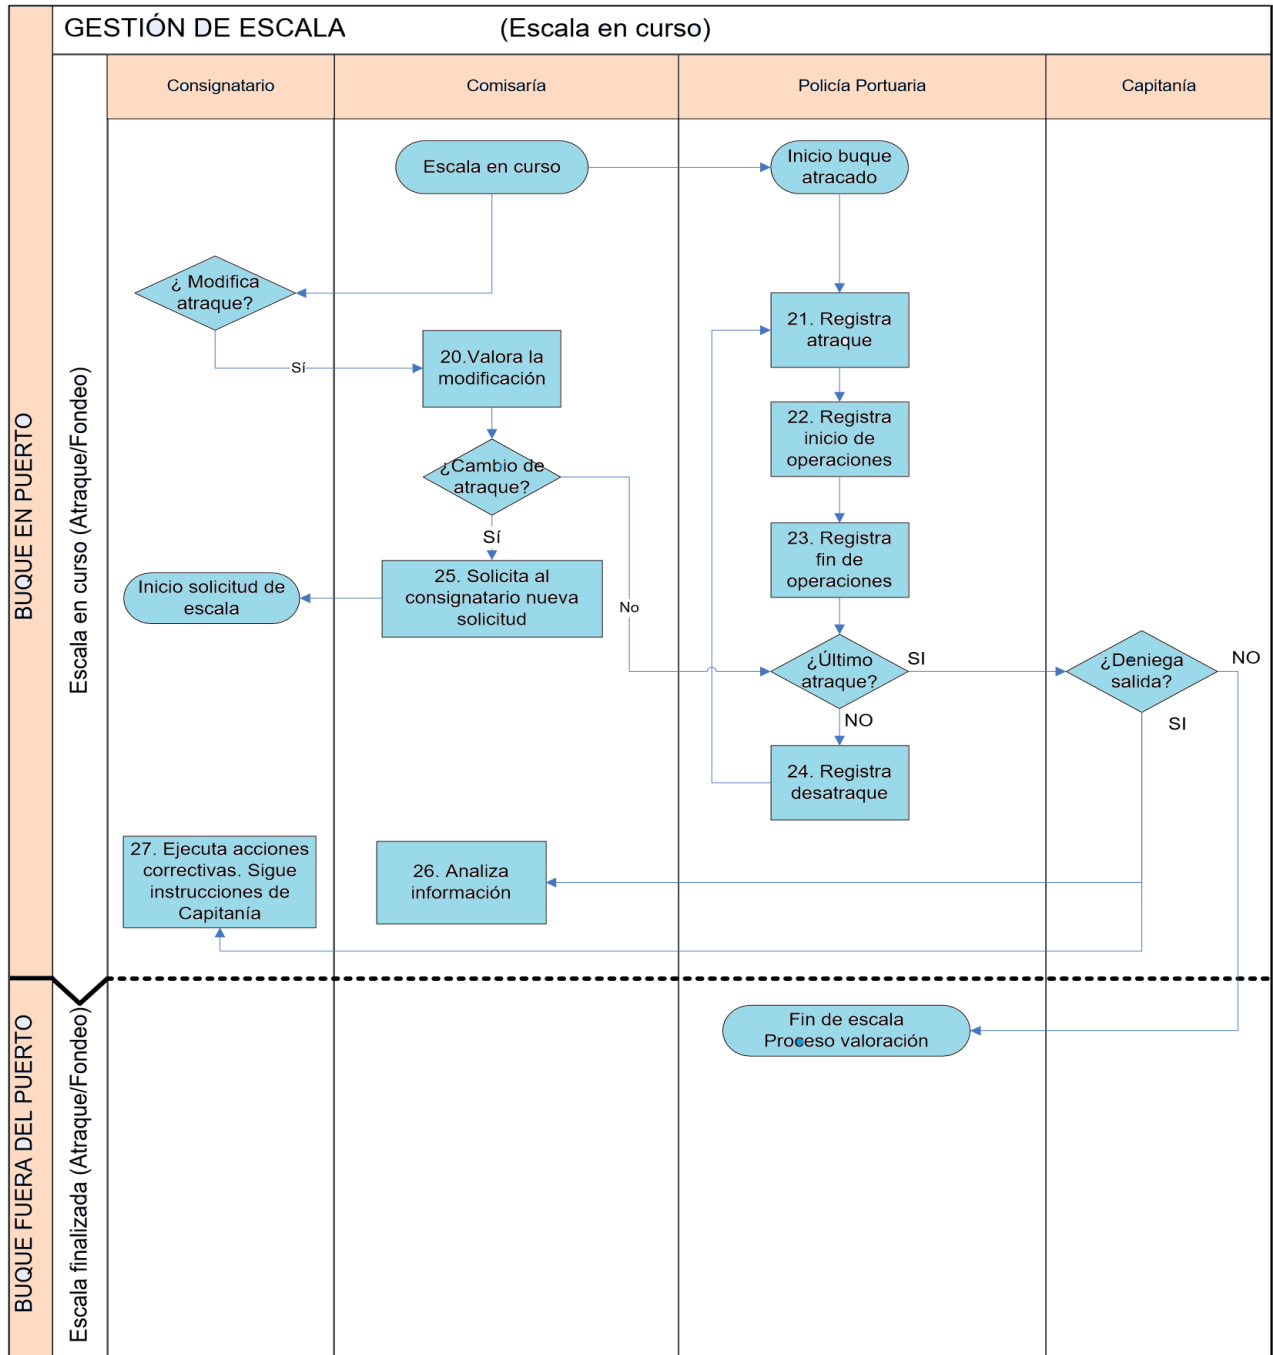 GESTIÓN DE ESCALA (Escala en curso)
Consignatario
Comisaría
Policía Portuaria
Capitanía
BUQUE EN PUERTO
Escala en curso (Atraque/Fondeo)
Escala en curso
Inicio buque
atracado
¿ Modifica
atraque?
Sí
20.Valora la
modificación
21. Registra
atraque
22. Registra
inicio de
operaciones
¿Cambio de
atraque?
Sí
No
23. Registra
fin de
operaciones
25. Solicita al
consignatario nueva
solicitud
Inicio solicitud de
escala
¿Último
atraque?
SI
NO
¿Deniega
salida?
NO
SI
24. Registra
desatraque
27. Ejecuta acciones
correctivas. Sigue
instrucciones de
Capitanía
26. Analiza
información
BUQUE FUERA DEL PUERTO
Escala finalizada (Atraque/Fondeo)
Fin de escala
Proceso valoración